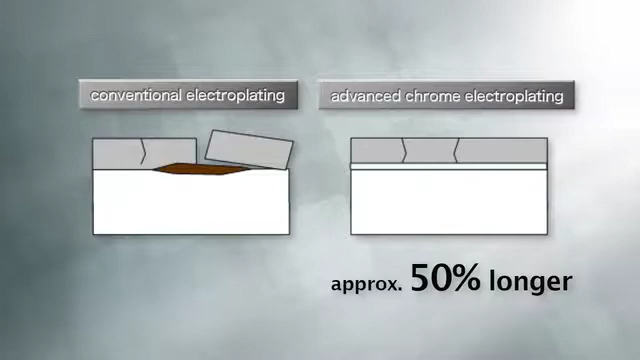 conventional electroplating
advanced chrome electroplating
approx. 50% longer